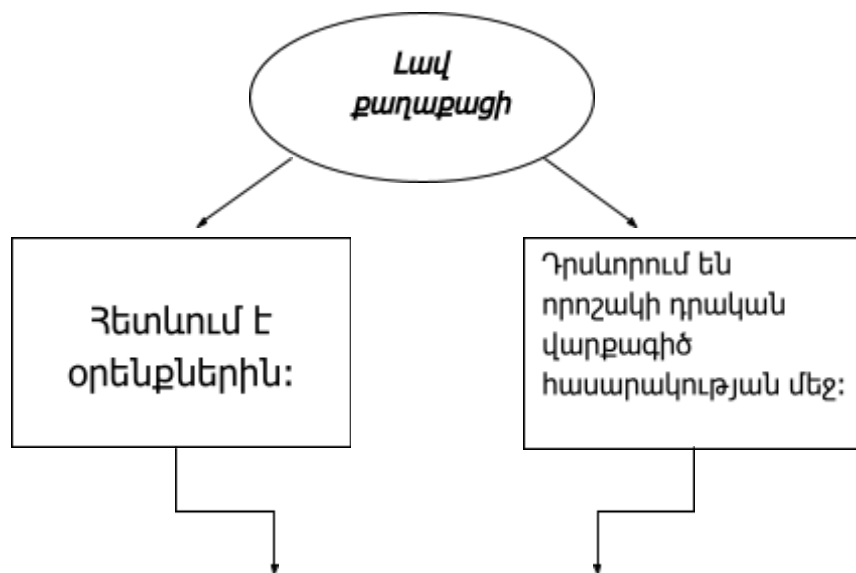 Լավ
քաղաքացի
Հետևում է
օրենքներին:
Դրսևորում են
որոշակի դրական
վարքագիծ
հասարակության մեջ: